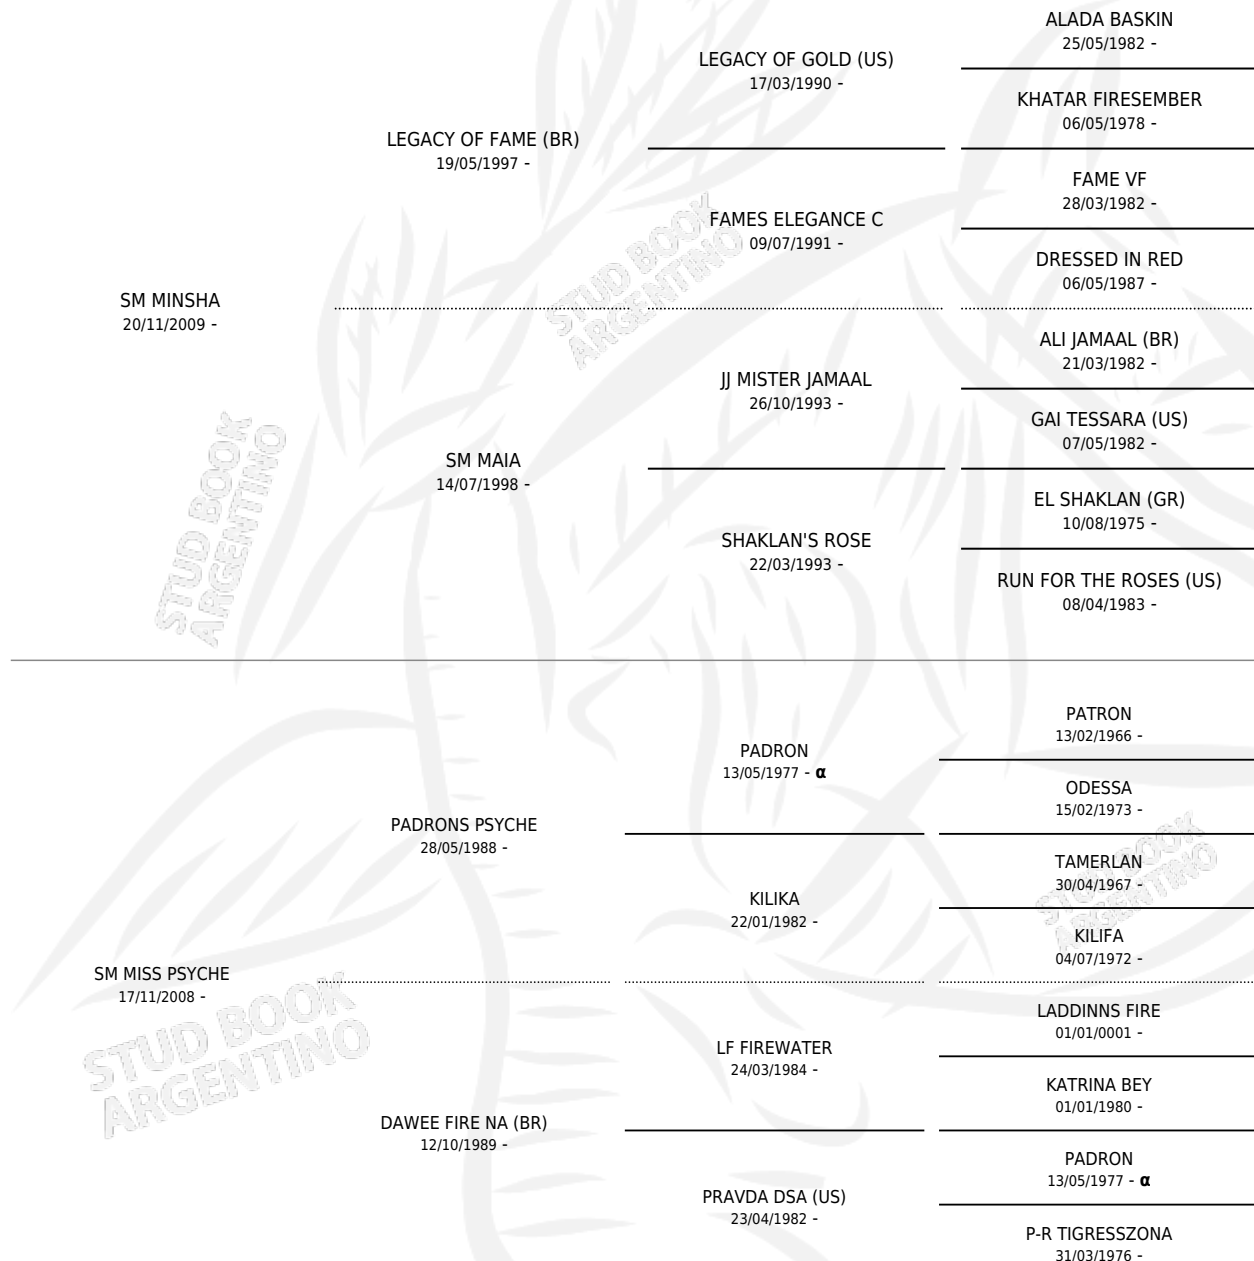 ALADA BASKIN
25/05/1982 -
LEGACY OF GOLD (US)
17/03/1990 -
KHATAR FIRESEMBER
06/05/1978 -
LEGACY OF FAME (BR)
19/05/1997 -
FAME VF
28/03/1982 -
FAMES ELEGANCE C
09/07/1991 -
DRESSED IN RED
06/05/1987 -
SM MINSHA
20/11/2009 -
ALI JAMAAL (BR)
21/03/1982 -
JJ MISTER JAMAAL
26/10/1993 -
GAI TESSARA (US)
07/05/1982 -
SM MAIA
14/07/1998 -
EL SHAKLAN (GR)
10/08/1975 -
SHAKLAN'S ROSE
22/03/1993 -
RUN FOR THE ROSES (US)
08/04/1983 -
PATRON
13/02/1966 -
PADRON
13/05/1977 - α
ODESSA
15/02/1973 -
PADRONS PSYCHE
28/05/1988 -
TAMERLAN
30/04/1967 -
KILIKA
22/01/1982 -
KILIFA
04/07/1972 -
SM MISS PSYCHE
17/11/2008 -
LADDINNS FIRE
01/01/0001 -
LF FIREWATER
24/03/1984 -
KATRINA BEY
01/01/1980 -
DAWEE FIRE NA (BR)
12/10/1989 -
PADRON
13/05/1977 - α
PRAVDA DSA (US)
23/04/1982 -
P-R TIGRESSZONA
31/03/1976 -
STUD BOOK
ARGENTINO
STUD BOOK
ARGENTINO
STUD BOOK
ARGENTINO
STUD BOOK
ARGENTINO